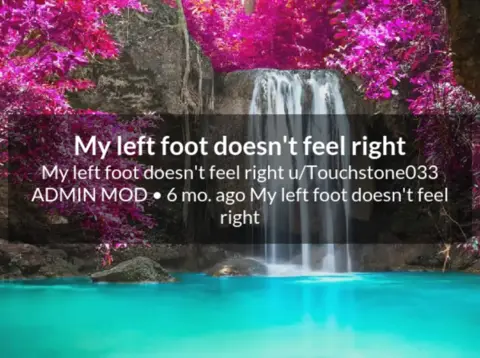 My left foot doesn't feel right
My left foot doesn't feel right u/Touchstone033
ADMIN MOD • 6 mo. ago My left foot doesn't feel
right